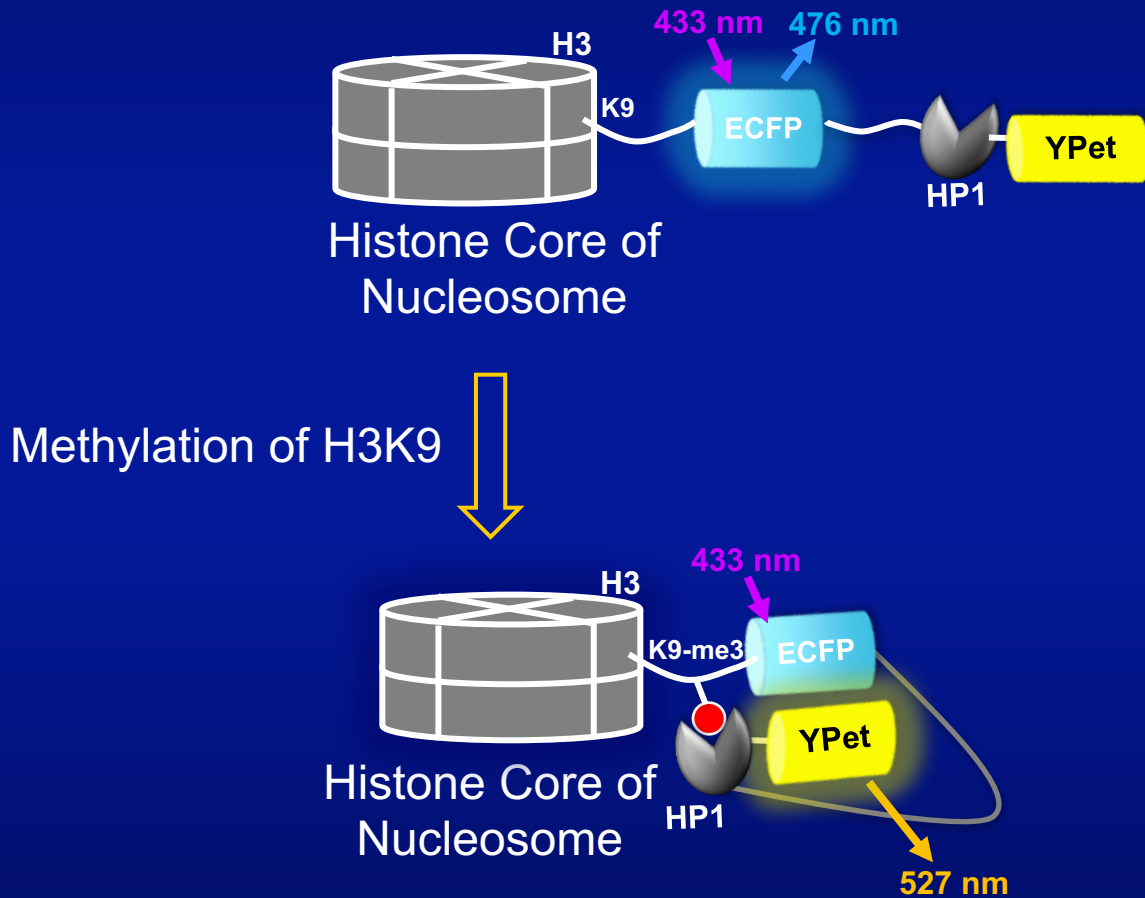 433 nm 476 nm
H3
K9
ECFP
YPet
HP1
Histone Core of
Nucleosome
Methylation of H3K9
433 nm
H3
K9-me3
ECFP
YPet
Histone Core of
Nucleosome
HP1
527 nm